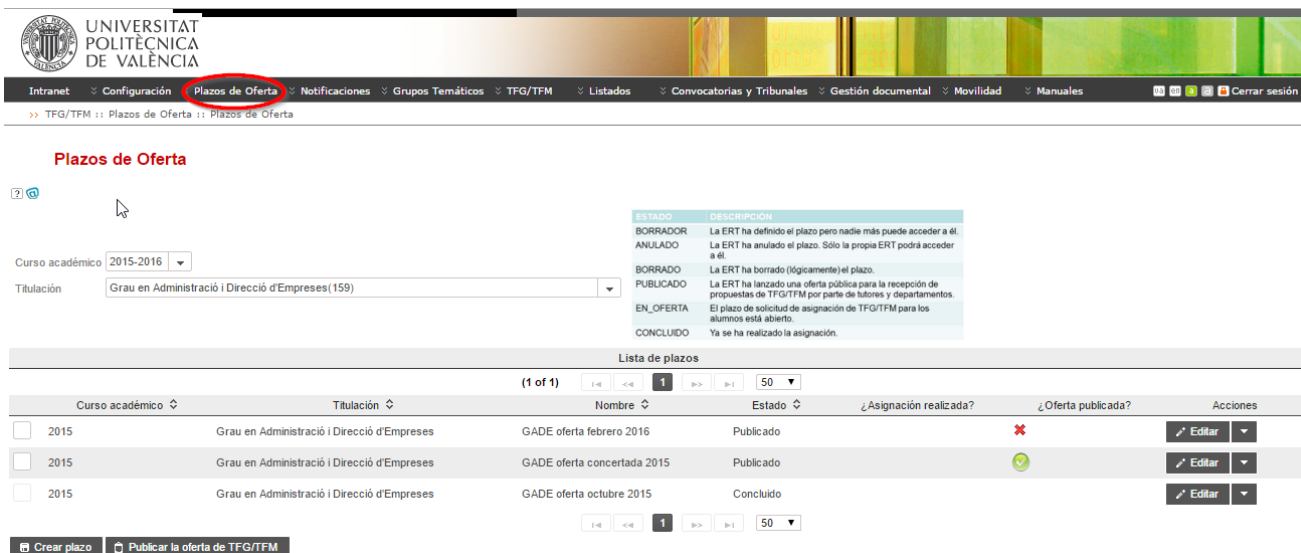 UNIVERSITAT
POLITÈCNICA
DE VALÈNCIA
Intranet Configuración Plazos de Oferta Notificaciones Grupos Temáticos TFG/TFM Listados Convocatorias y Tribunales Gestión documental Movilidad Manuales va en Cerrar sesión
>> TFG/TFM :: Plazos de Oferta :: Plazos de Oferta
Plazos de Oferta
? @
ESTADO DESCRIPCIÓN
BORRADOR La ERT ha definido el plazo pero nadie más puede acceder a él.
ANULADO La ERT ha anulado el plazo. Sólo la propia ERT podrá acceder
a él.
BORRADO La ERT ha borrado (lógicamente) el plazo.
PUBLICADO La ERT ha lanzado una oferta pública para la recepción de
propuestas de TFG/TFM por parte de tutores y departamentos.
EN_OFERTA El plazo de solicitud de asignación de TFG/TFM para los
alumnos está abierto.
CONCLUIDO Ya se ha realizado la asignación.
Curso académico 2015-2016
Titulación Grau en Administració i Direcció d'Empreses(159)
Lista de plazos
(1 of 1) 1 50
Curso académico Titulación Nombre Estado ¿Asignación realizada? ¿Oferta publicada? Acciones
2015 Grau en Administració i Direcció d'Empreses GADE oferta febrero 2016 Publicado Editar
2015 Grau en Administració i Direcció d'Empreses GADE oferta concertada 2015 Publicado Editar
2015 Grau en Administració i Direcció d'Empreses GADE oferta octubre 2015 Concluido Editar
1 50
Crear plazo Publicar la oferta de TFG/TFM